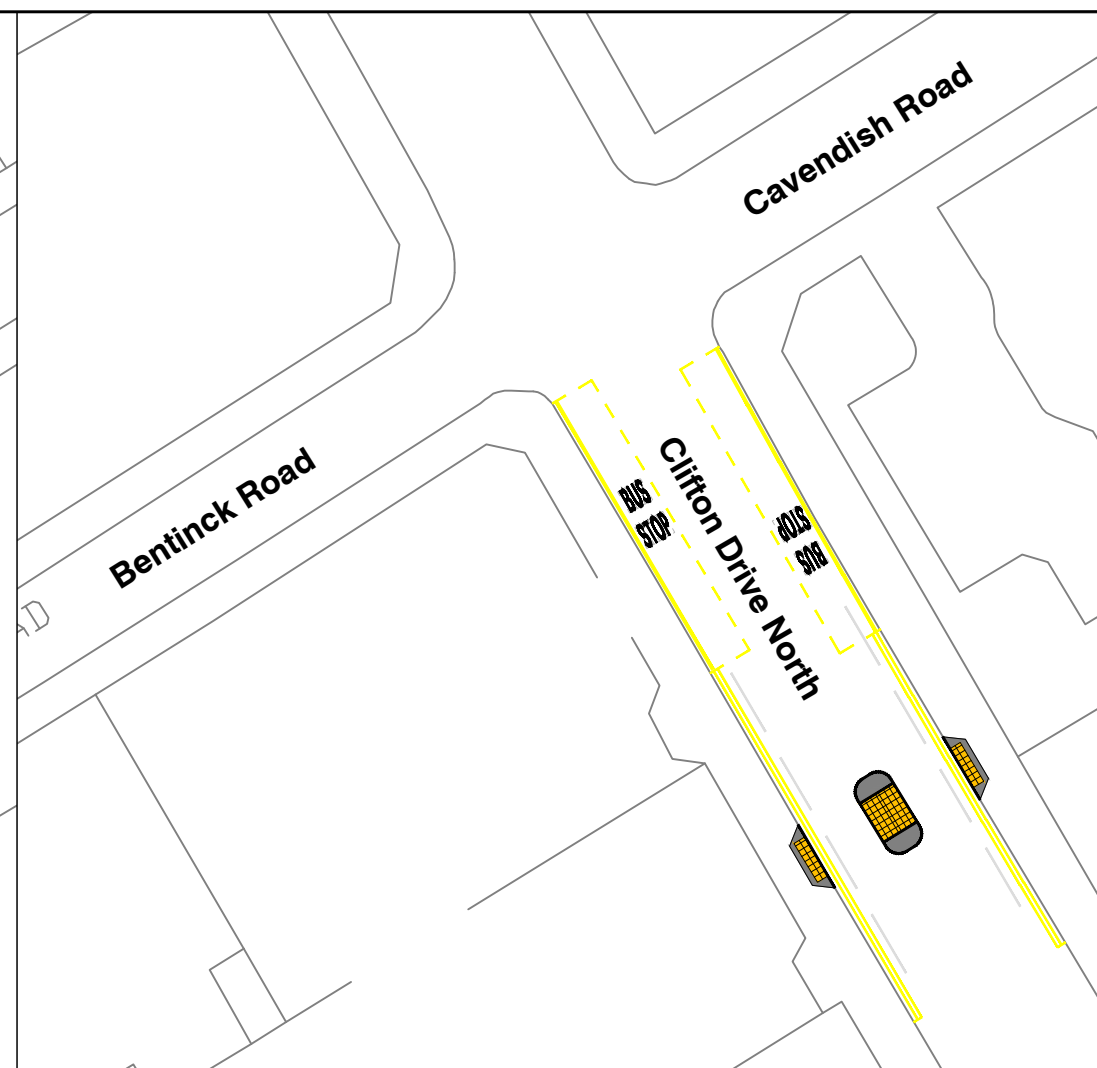 Cavendish Road
Bentinck Road
Clifton Drive North
BUS
STOP
BUS
STOP